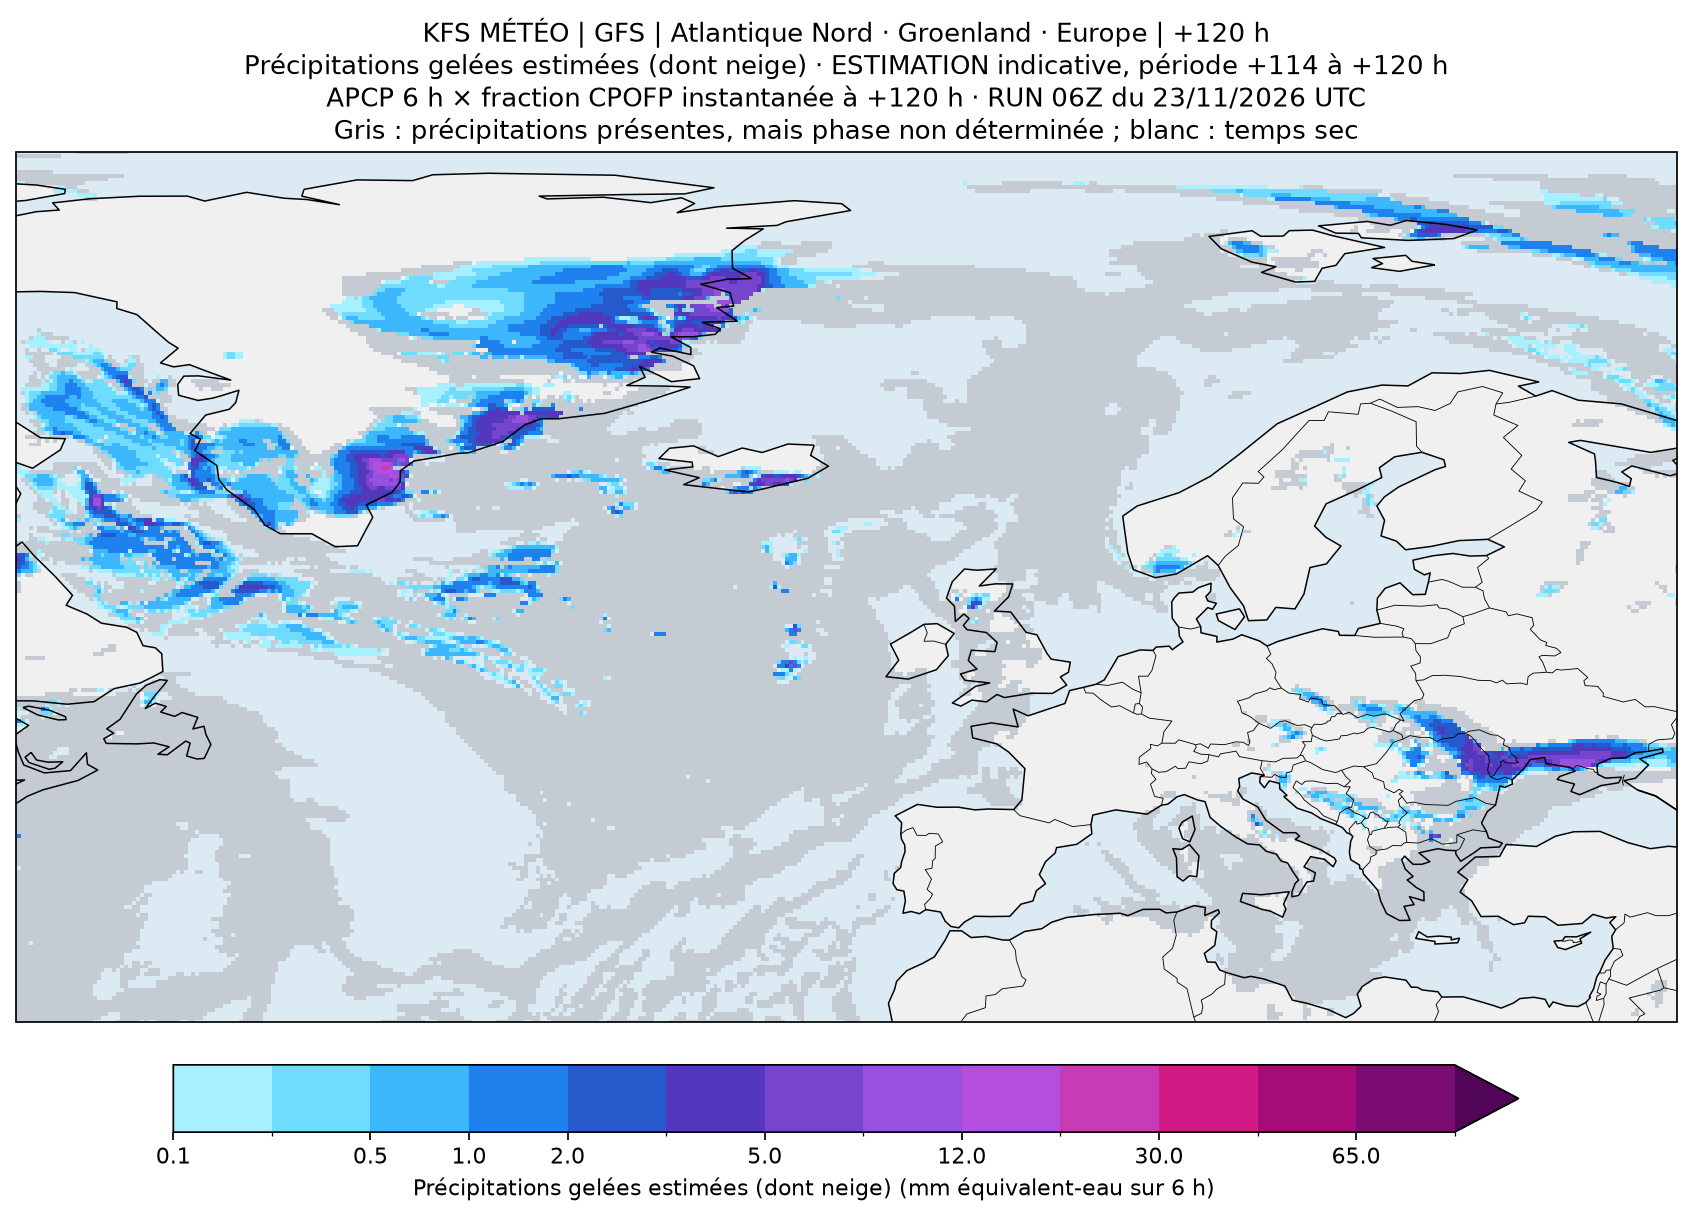 KFS MÉTÉO | GFS | Atlantique Nord · Groenland · Europe | +120 h
Précipitations gelées estimées (dont neige) · ESTIMATION indicative, période +114 à +120 h
APCP 6 h × fraction CPOFP instantanée à +120 h · RUN 06Z du 23/11/2026 UTC
Gris : précipitations présentes, mais phase non déterminée ; blanc : temps sec
0.1 0.5 1.0 2.0 5.0 12.0 30.0 65.0
Précipitations gelées estimées (dont neige) (mm équivalent-eau sur 6 h)